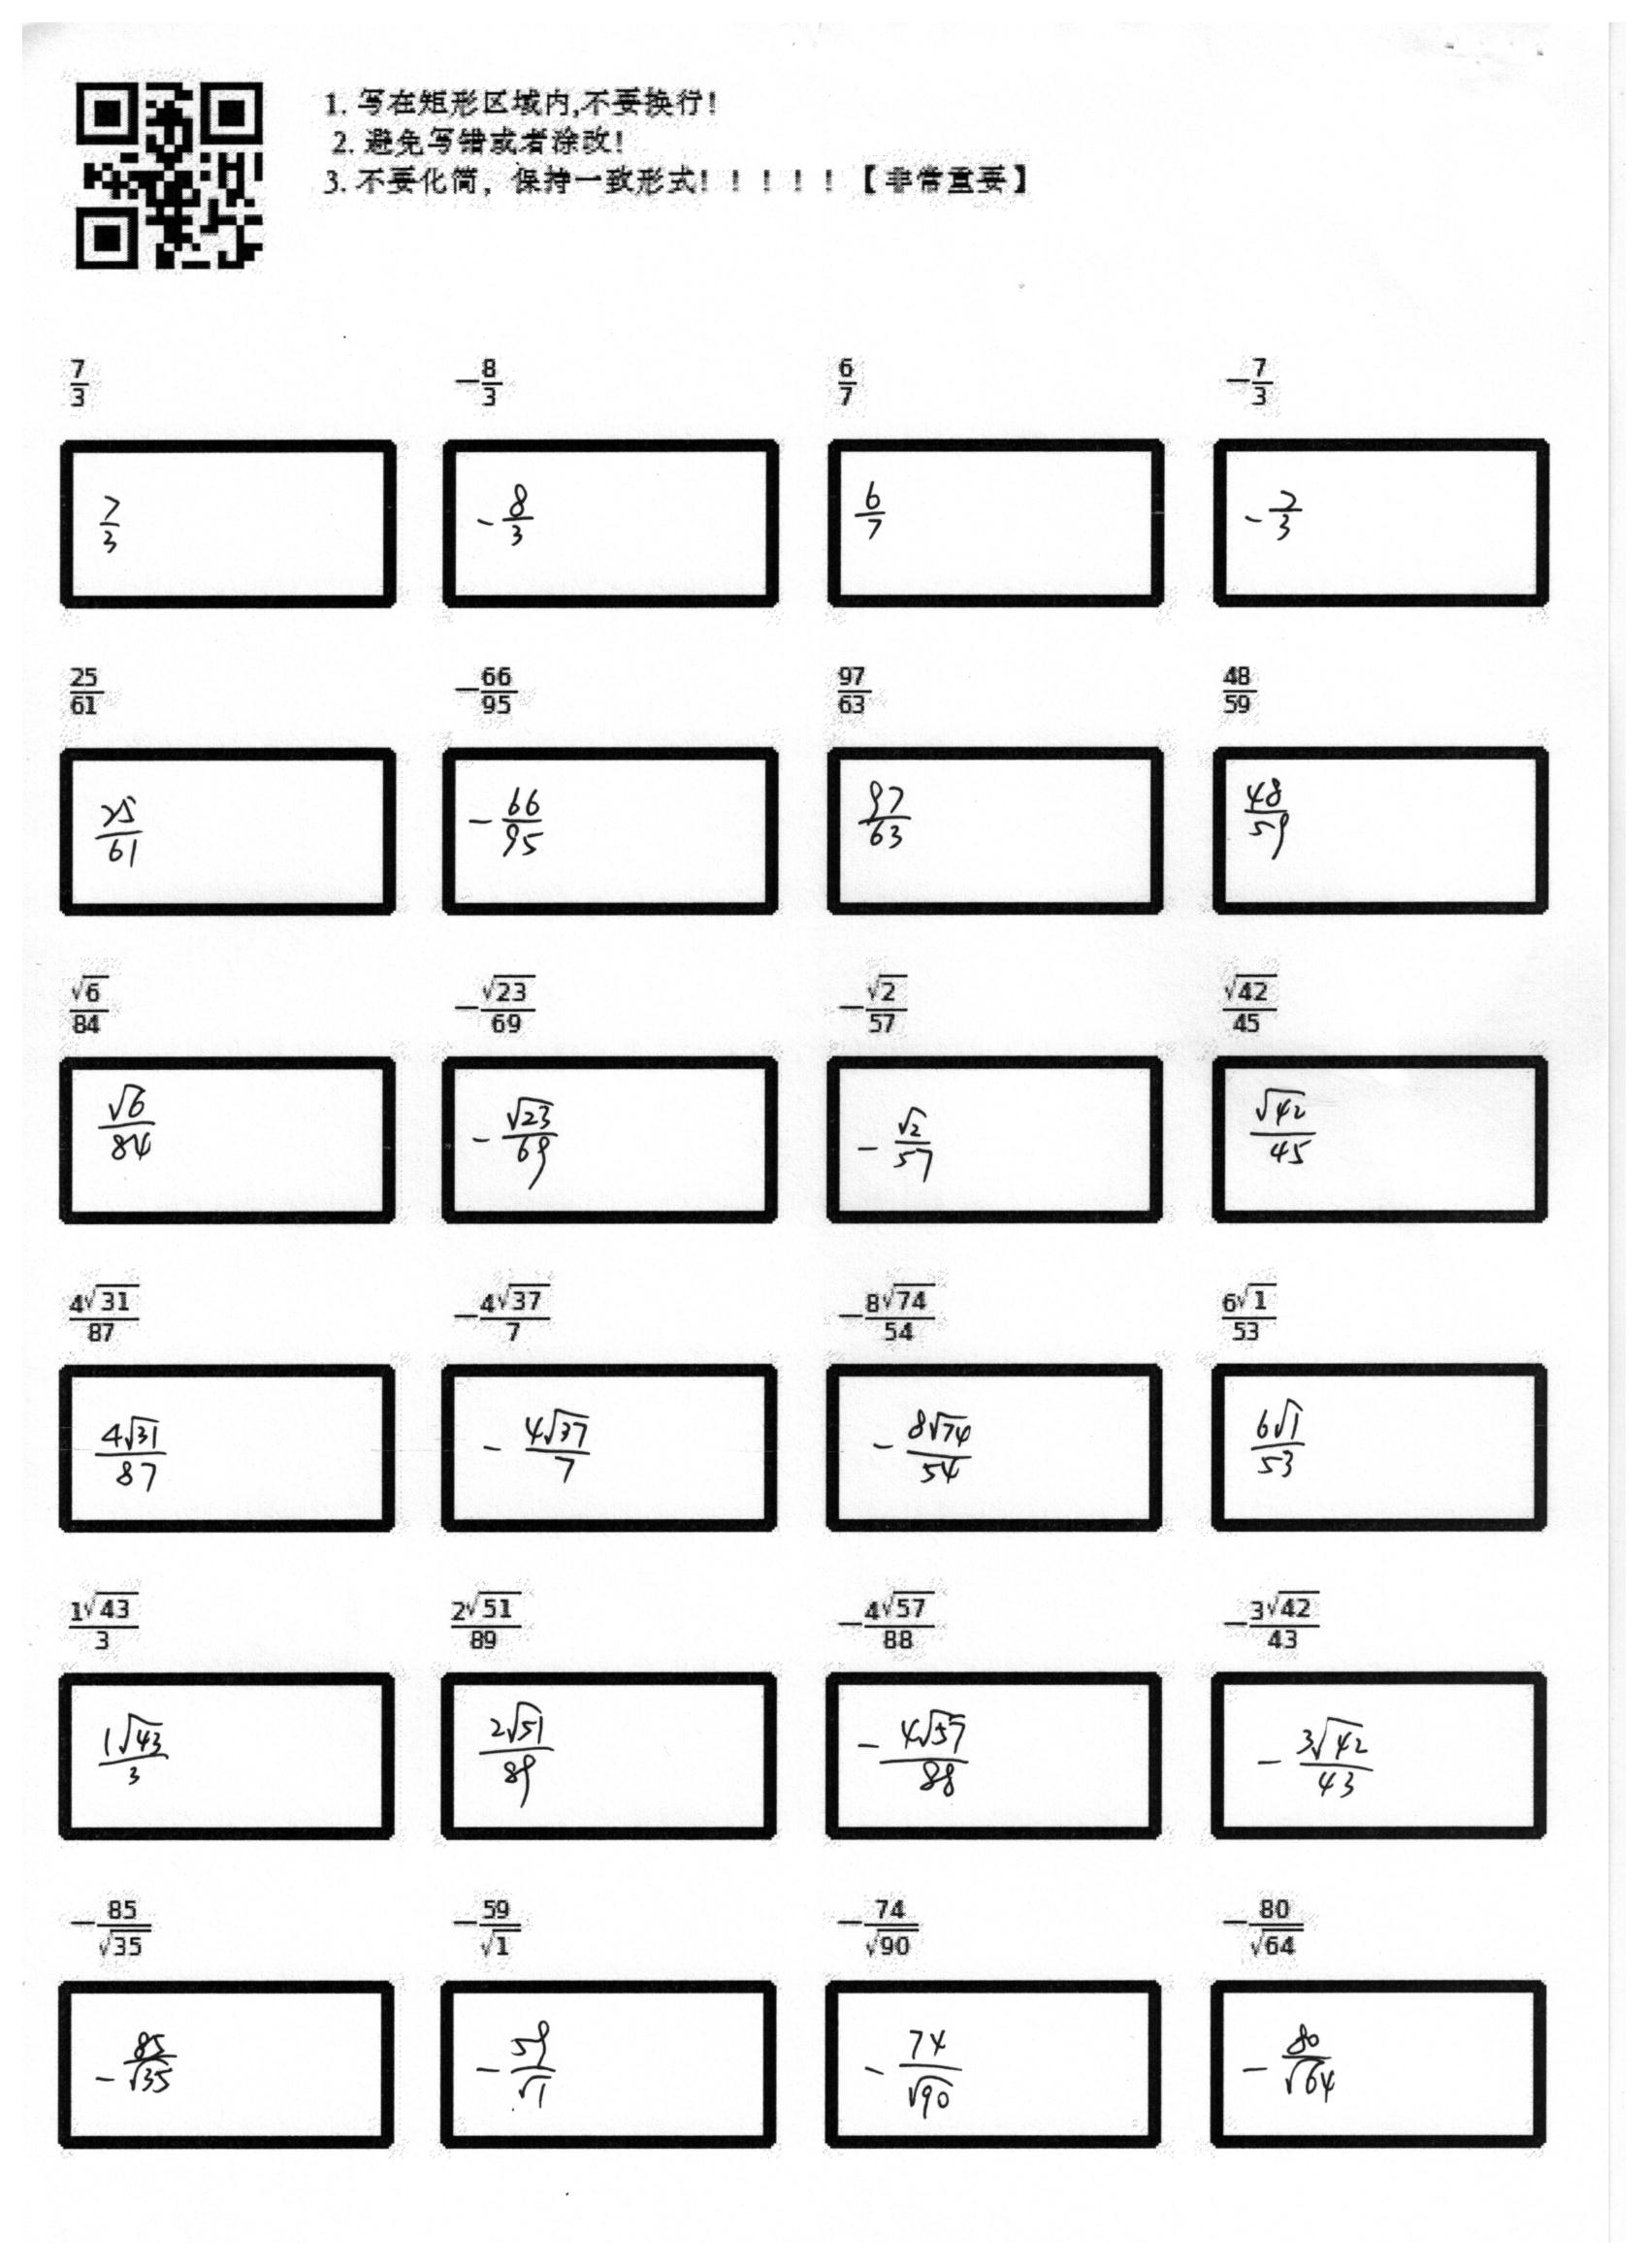 1. 写在矩形区域内,不要换行!
2. 避免写错或者涂改!
3. 不要化简，保持一致形式!！！！！【非常重要】
\frac{7}{3} -\frac{8}{3} \frac{6}{7} -\frac{7}{3}
\frac{7}{3} -\frac{8}{3} \frac{6}{7} -\frac{7}{3}
\frac{25}{61} -\frac{66}{95} \frac{97}{63} \frac{48}{59}
\frac{25}{61} -\frac{66}{95} \frac{97}{63} \frac{48}{59}
\frac{\sqrt{6}}{84} -\frac{\sqrt{23}}{69} -\frac{\sqrt{2}}{57} \frac{\sqrt{42}}{45}
\frac{\sqrt{6}}{84} -\frac{\sqrt{23}}{69} -\frac{\sqrt{2}}{57} \frac{\sqrt{42}}{45}
\frac{4\sqrt{31}}{87} -\frac{4\sqrt{37}}{7} -\frac{8\sqrt{74}}{54} \frac{6\sqrt{1}}{53}
\frac{4\sqrt{31}}{87} -\frac{4\sqrt{37}}{7} -\frac{8\sqrt{74}}{54} \frac{6\sqrt{1}}{53}
\frac{1\sqrt{43}}{3} \frac{2\sqrt{51}}{89} -\frac{4\sqrt{57}}{88} -\frac{3\sqrt{42}}{43}
\frac{1\sqrt{43}}{3} \frac{2\sqrt{51}}{89} -\frac{4\sqrt{57}}{88} -\frac{3\sqrt{42}}{43}
-\frac{85}{\sqrt{35}} -\frac{59}{\sqrt{1}} -\frac{74}{\sqrt{90}} -\frac{80}{\sqrt{64}}
-\frac{85}{\sqrt{35}} -\frac{59}{\sqrt{1}} -\frac{74}{\sqrt{90}} -\frac{80}{\sqrt{64}}